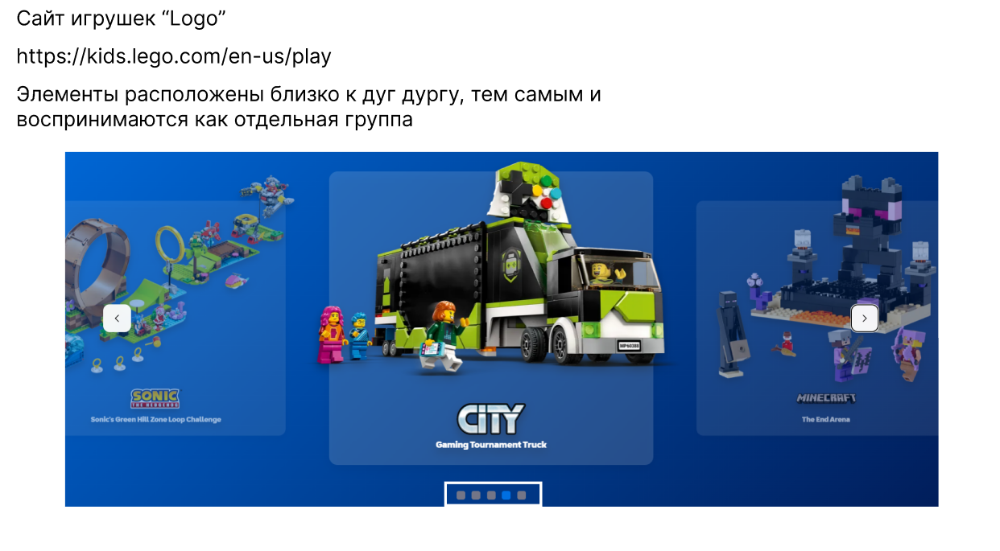 Сайт игрушек “Logo”
https://kids.lego.com/en-us/play
Элементы расположены близко к дуг дургу, тем самым и
воспринимаются как отдельная группа
MP60388
SONIC
THE HEDGEHOG
Sonic's Green Hill Zone Loop Challenge
CITY
Gaming Tournament Truck
MINECRAFT
The End Arena